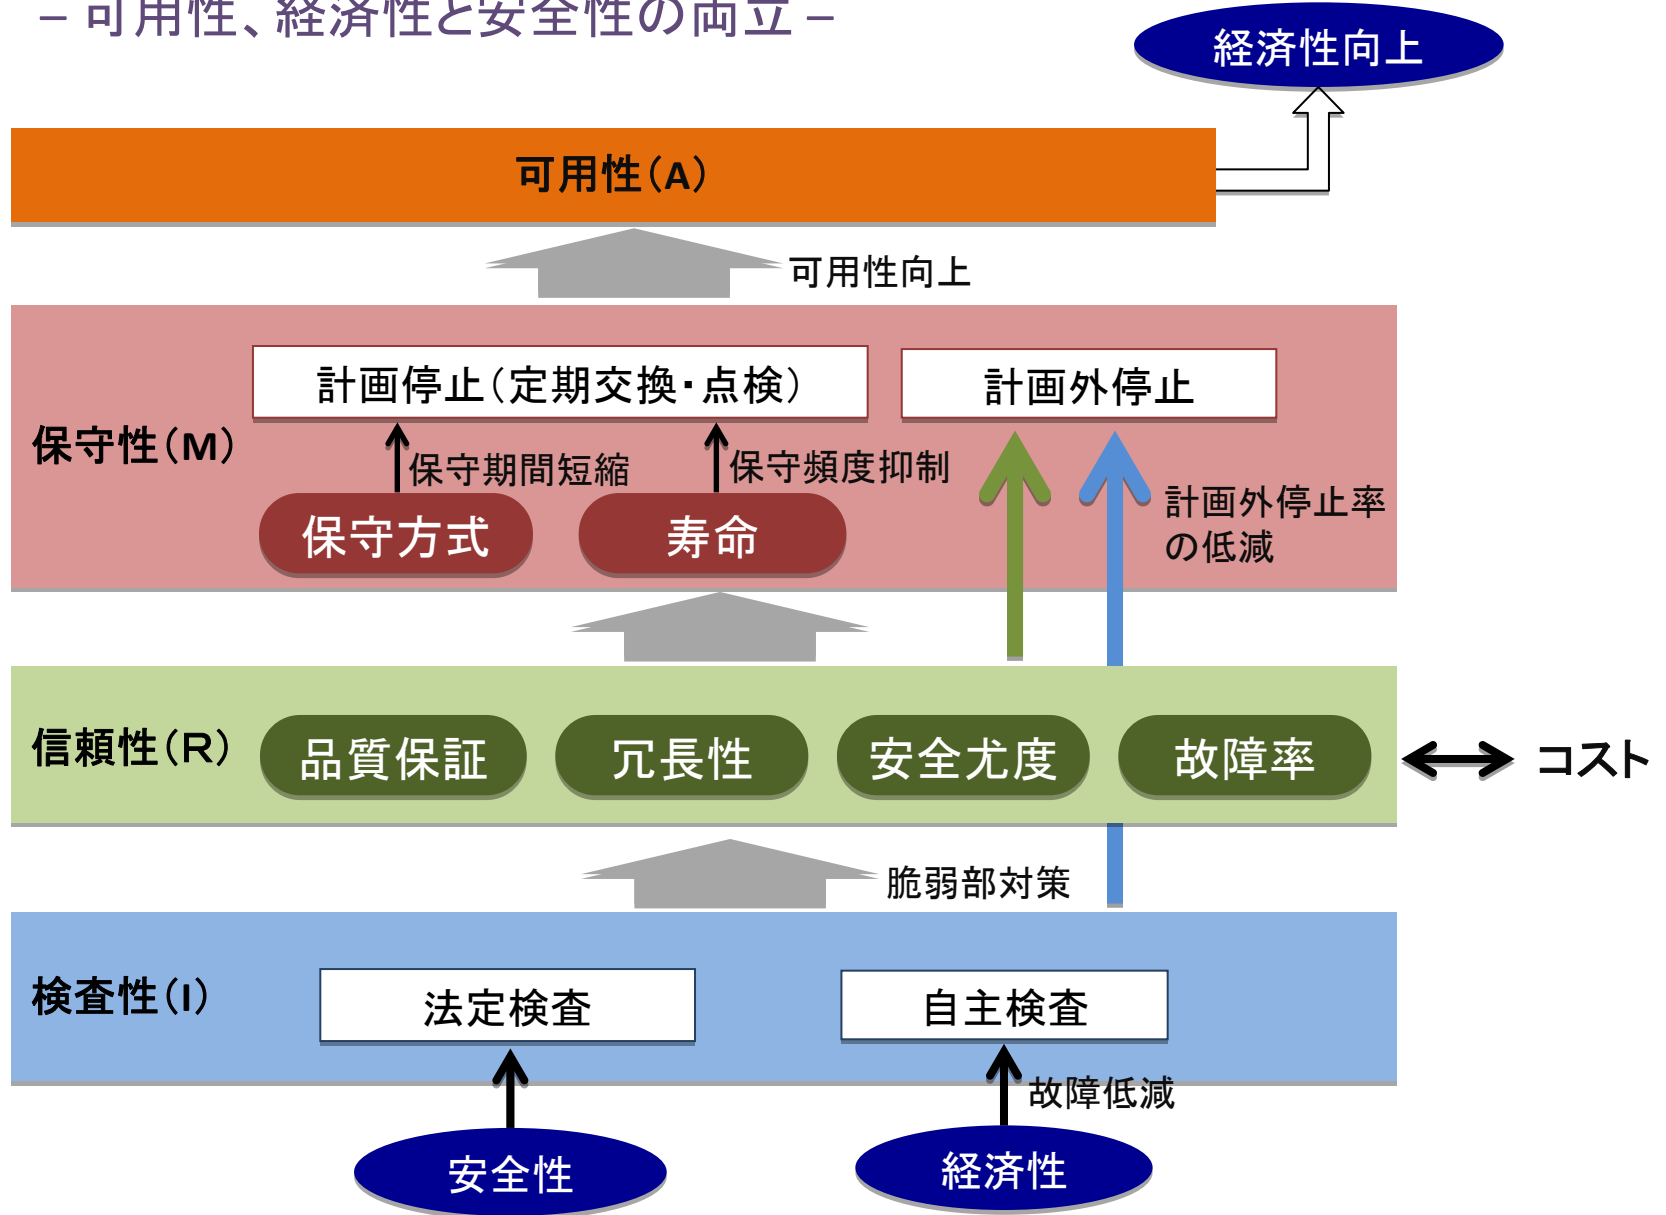 – 可用性、経済性と安全性の両立 –
経済性向上
可用性（A）
可用性向上
計画停止（定期交換・点検）
計画外停止
保守性（M）
保守期間短縮
保守頻度抑制
計画外停止率
の低減
保守方式
寿命
信頼性（R）
品質保証
冗長性
安全尤度
故障率
コスト
脆弱部対策
検査性（I）
法定検査
自主検査
故障低減
安全性
経済性